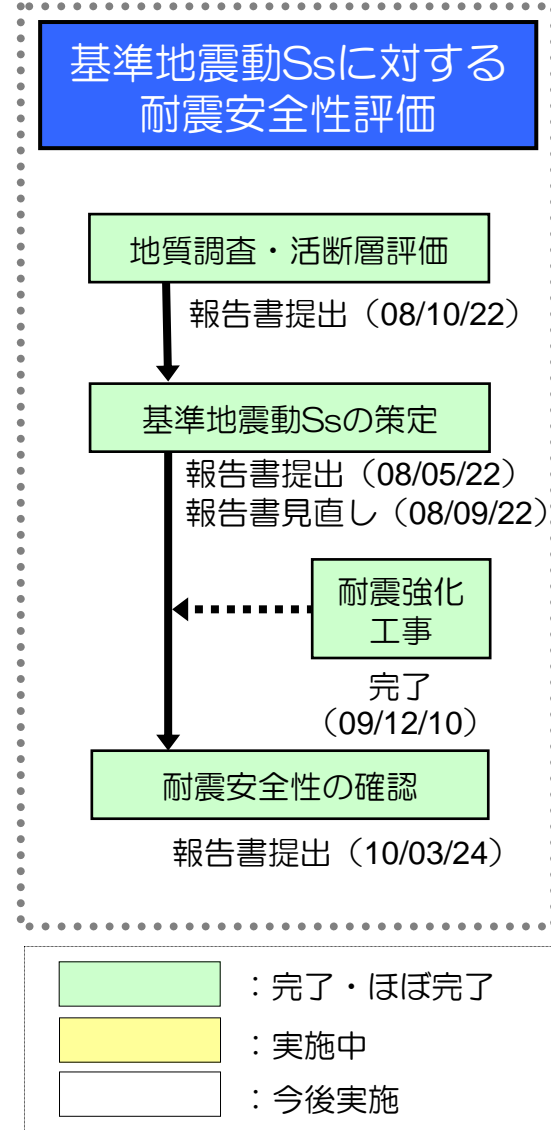 基準地震動Ssに対する
耐震安全性評価
地質調査・活断層評価
報告書提出（08/10/22）
基準地震動Ssの策定
報告書提出（08/05/22）
報告書見直し（08/09/22）
耐震強化
工事
完了
（09/12/10）
耐震安全性の確認
報告書提出（10/03/24）
：完了・ほぼ完了
：実施中
：今後実施